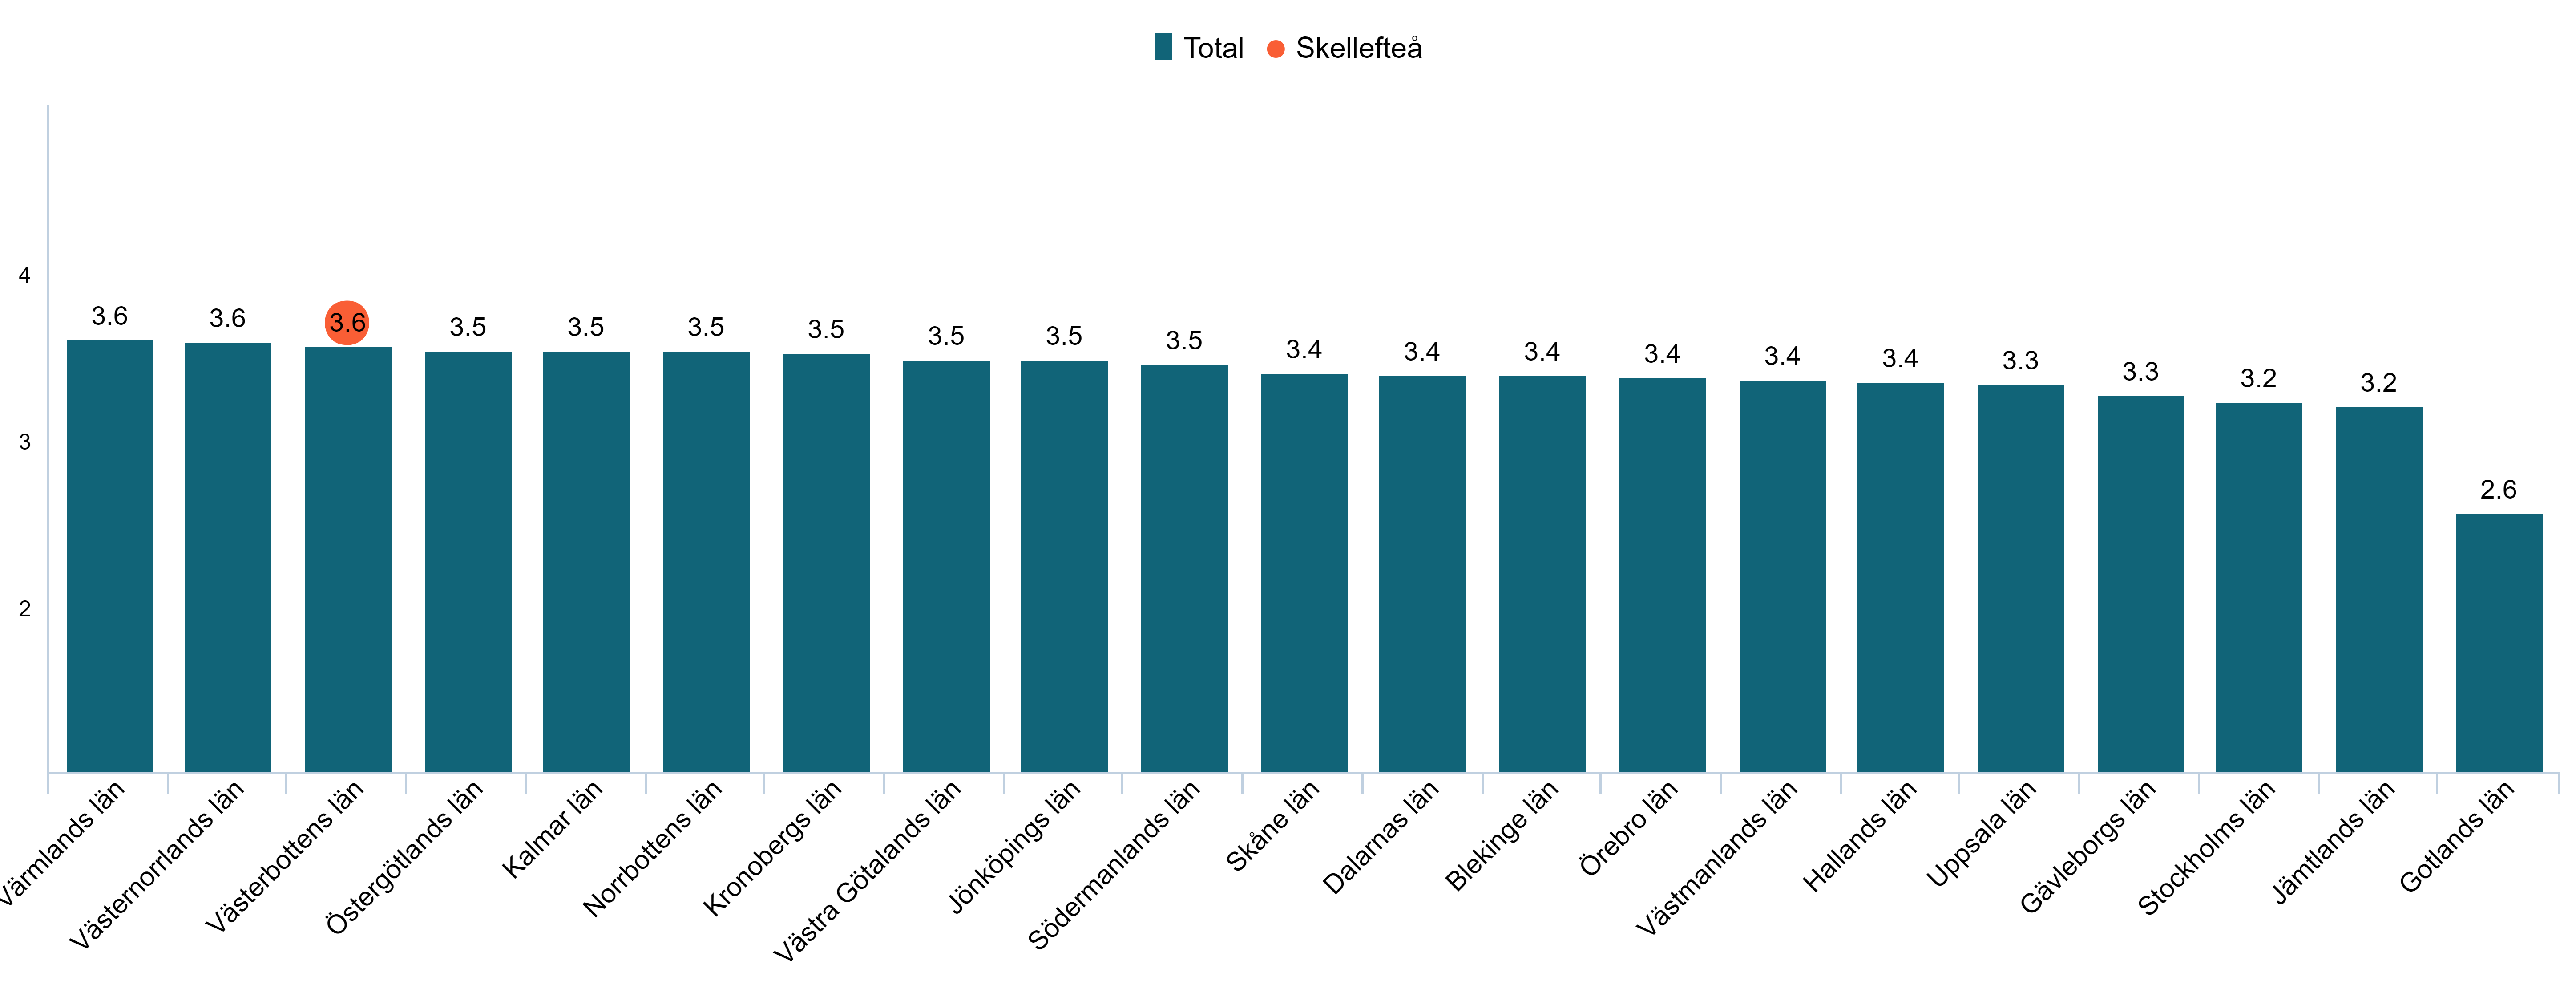 Total Skellefteå
4
3
2
3.6 3.6 3.6 3.5 3.5 3.5 3.5 3.5 3.5 3.5 3.4 3.4 3.4 3.4 3.4 3.4 3.3 3.3 3.2 3.2 2.6
Värmlands län
Västernorrlands län
Västerbottens län
Östergötlands län
Kalmar län
Norrbottens län
Kronobergs län
Västra Götalands län
Jönköpings län
Södermanlands län
Skåne län
Dalarnas län
Blekinge län
Örebro län
Västmanlands län
Hallands län
Uppsala län
Gävleborgs län
Stockholms län
Jämtlands län
Gotlands län